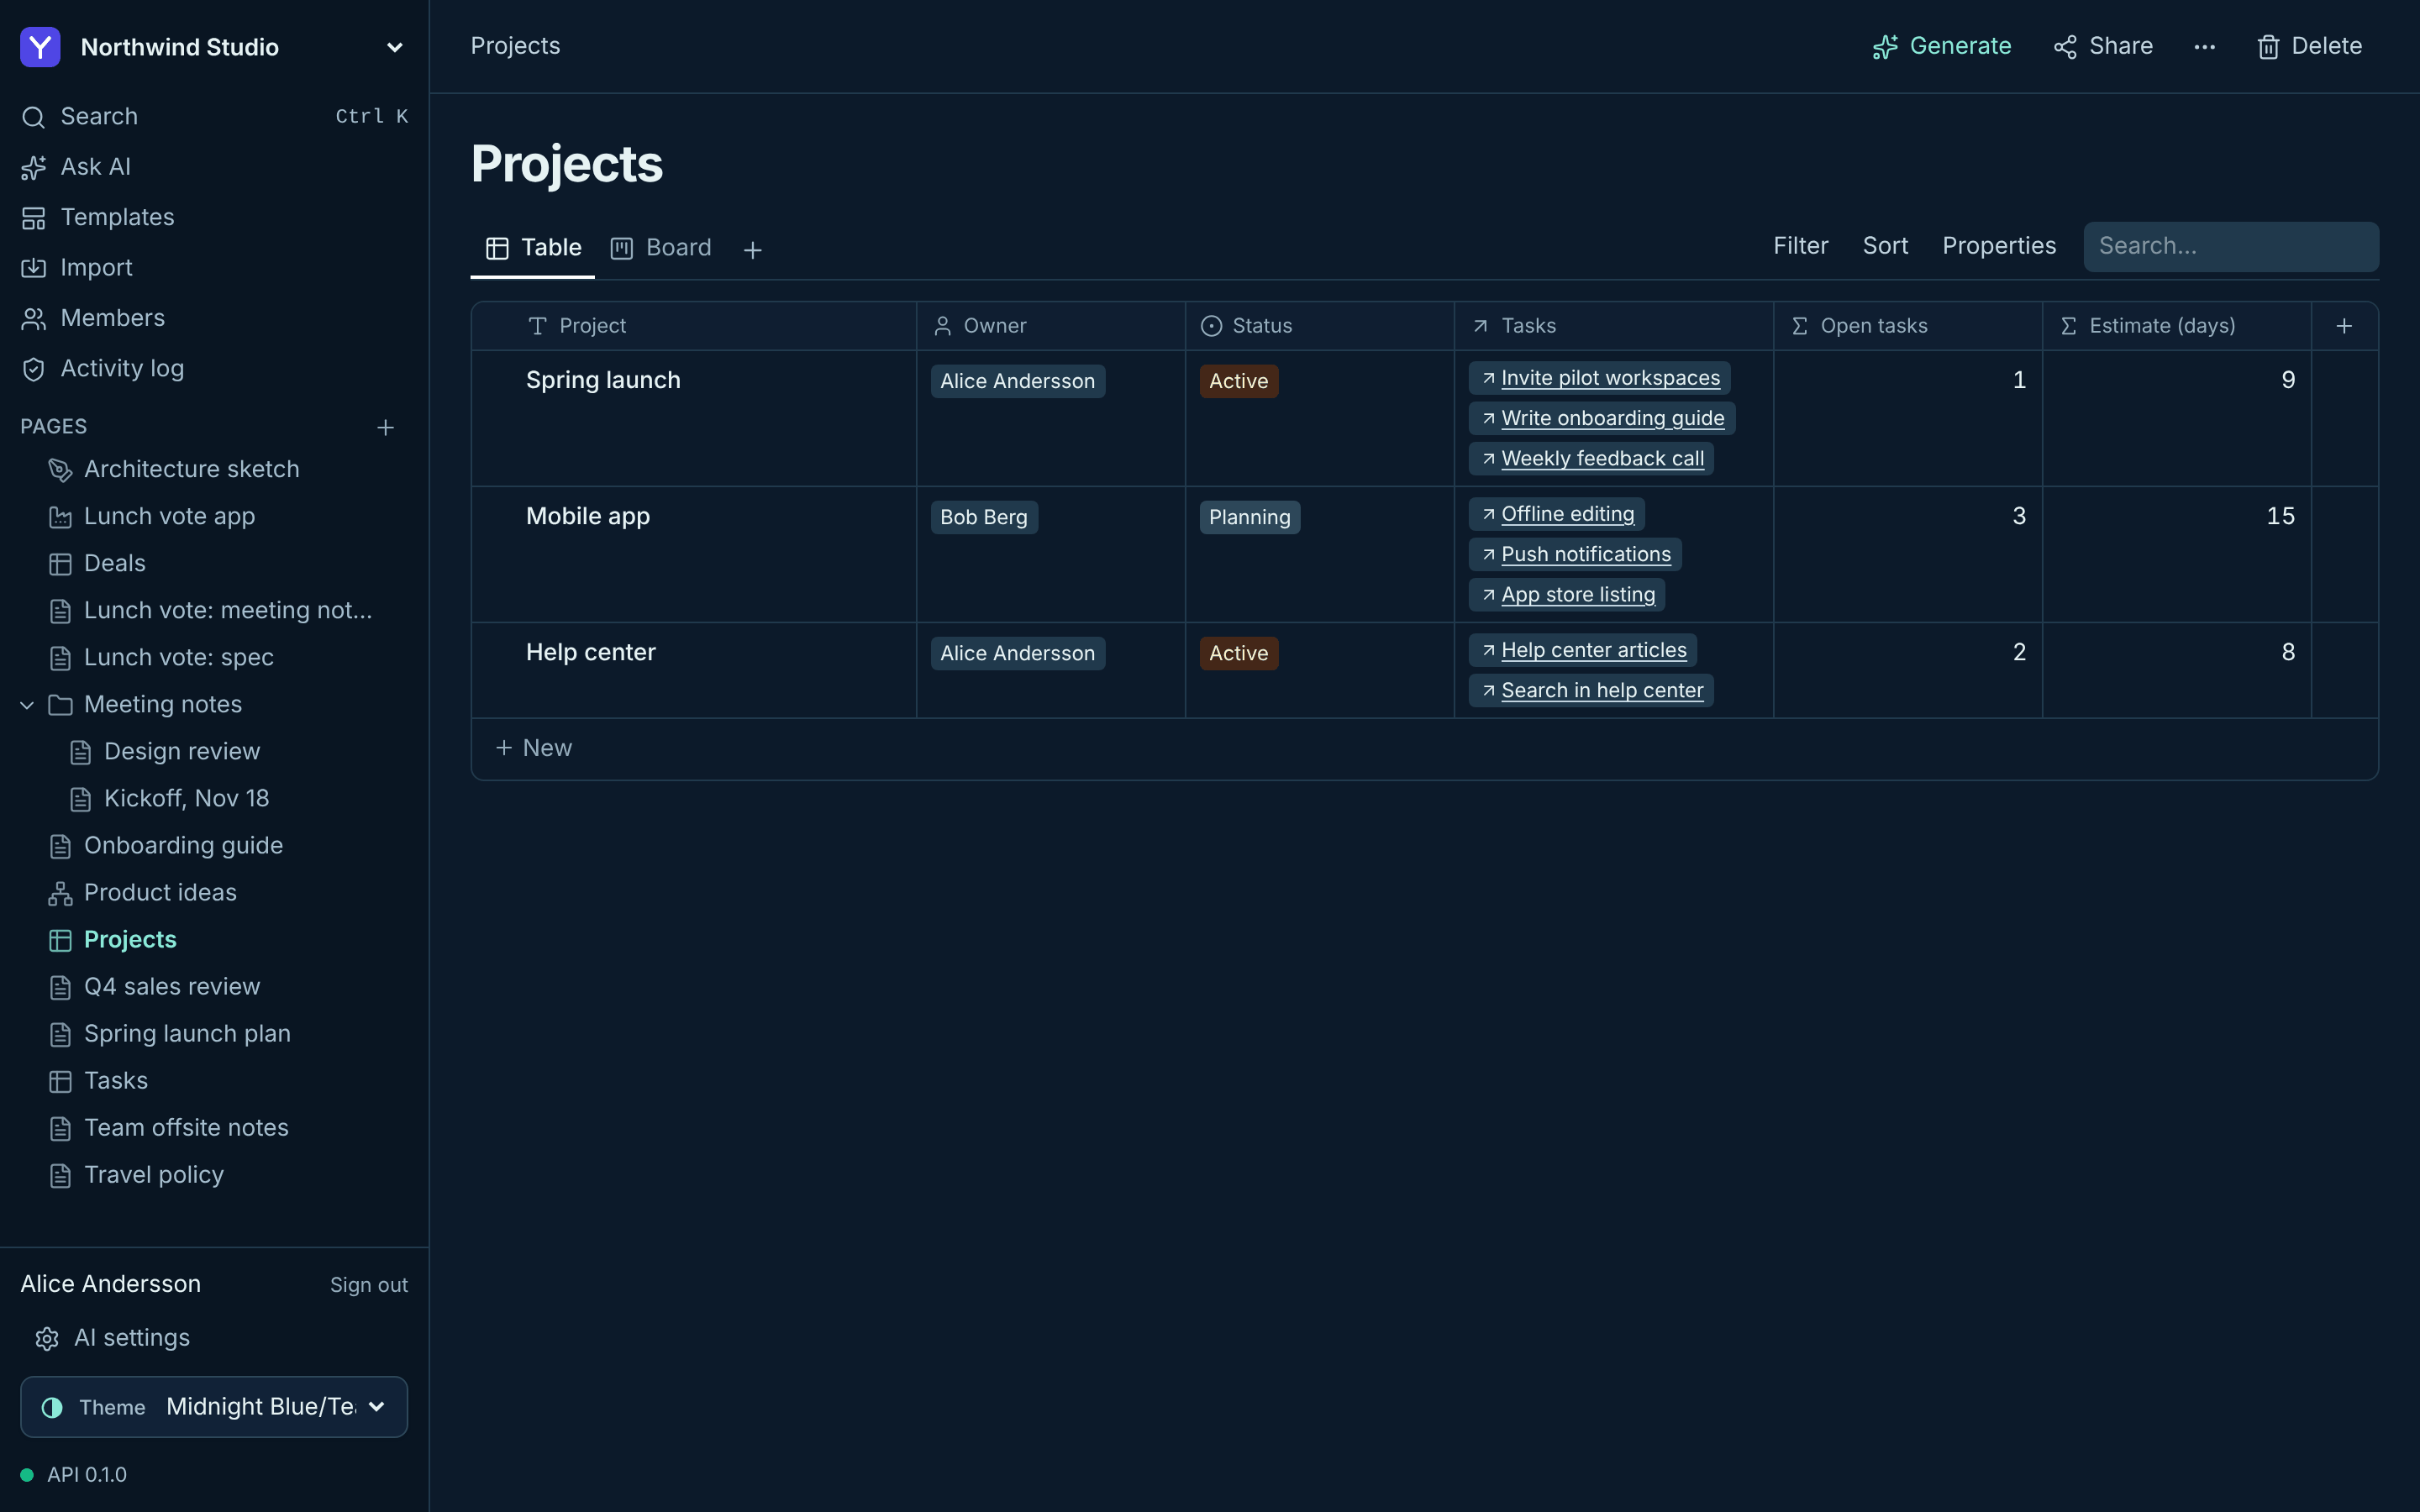 Northwind Studio
Search Ctrl K
Ask AI
Templates
Import
Members
Activity log
PAGES
Architecture sketch
Lunch vote app
Deals
Lunch vote: meeting not...
Lunch vote: spec
Meeting notes
Design review
Kickoff, Nov 18
Onboarding guide
Product ideas
Projects
Q4 sales review
Spring launch plan
Tasks
Team offsite notes
Travel policy
Alice Andersson Sign out
AI settings
Theme Midnight Blue/Tea
API 0.1.0
Projects Generate Share Delete
Projects
Table Board Filter Sort Properties Search...
Project Owner Status Tasks Open tasks Estimate (days)
Spring launch Alice Andersson Active Invite pilot workspaces 1 9
Write onboarding guide
Weekly feedback call
Mobile app Bob Berg Planning Offline editing 3 15
Push notifications
App store listing
Help center Alice Andersson Active Help center articles 2 8
Search in help center
New